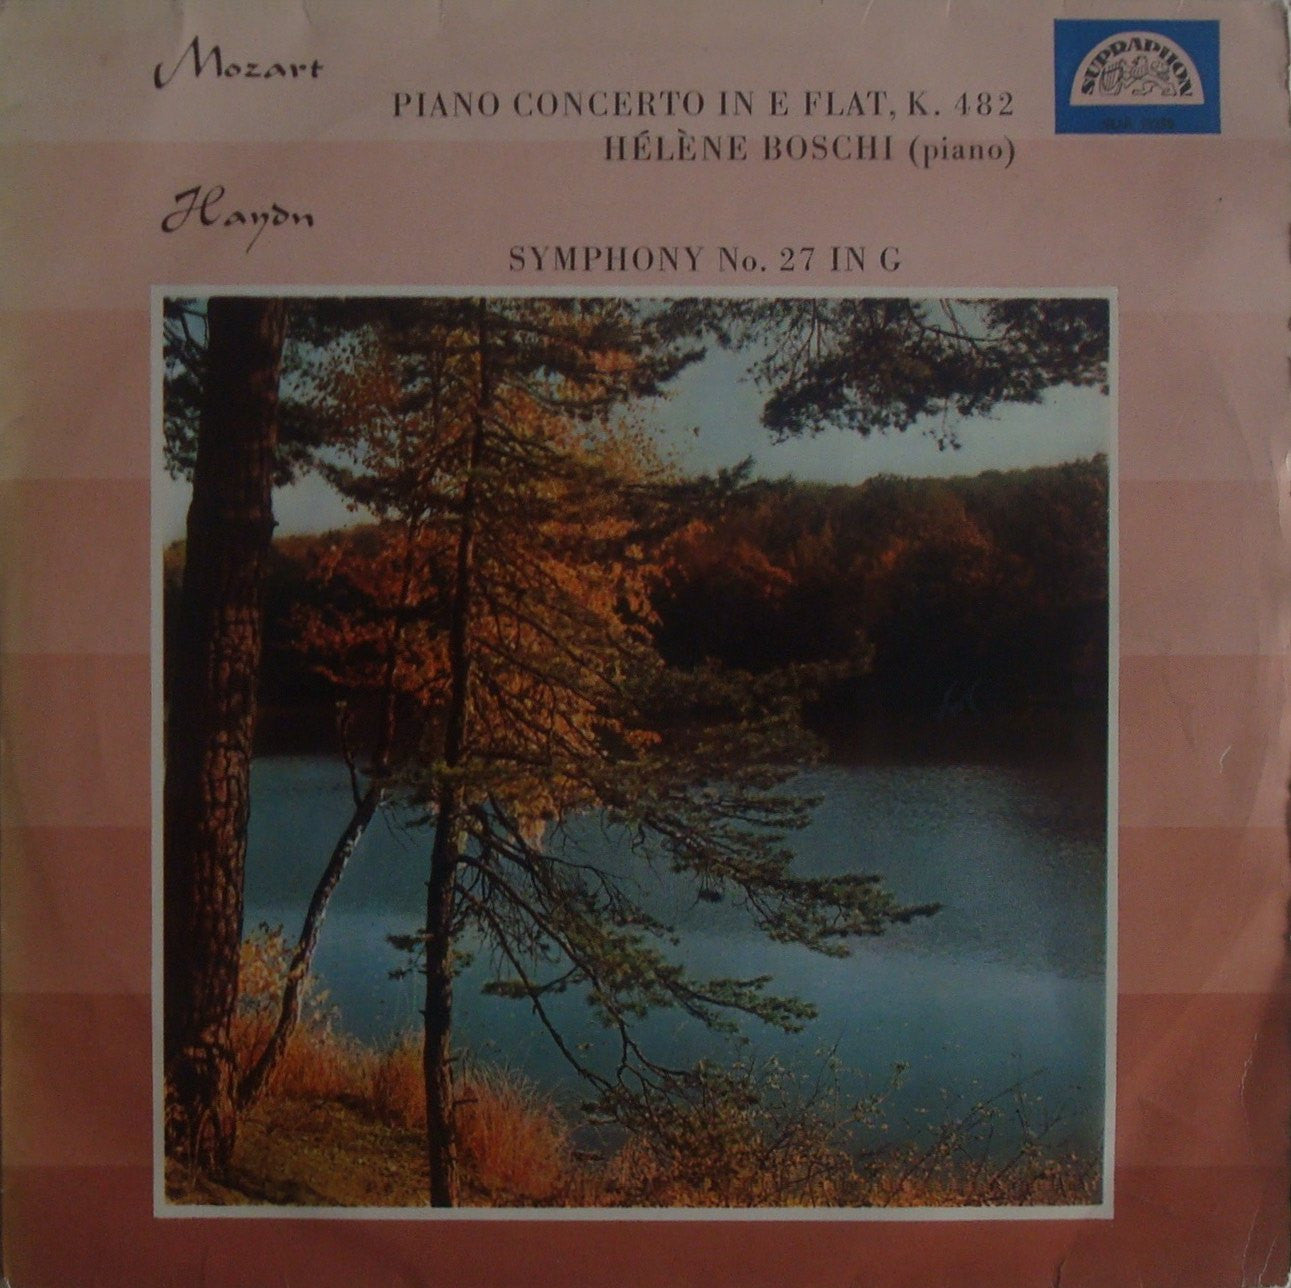 Mozart
PIANO CONCERTO IN E FLAT, K. 482
HÉLÈNE BOSCHI (piano)
Haydn
SYMPHONY No. 27 IN G
SUPRAPHON